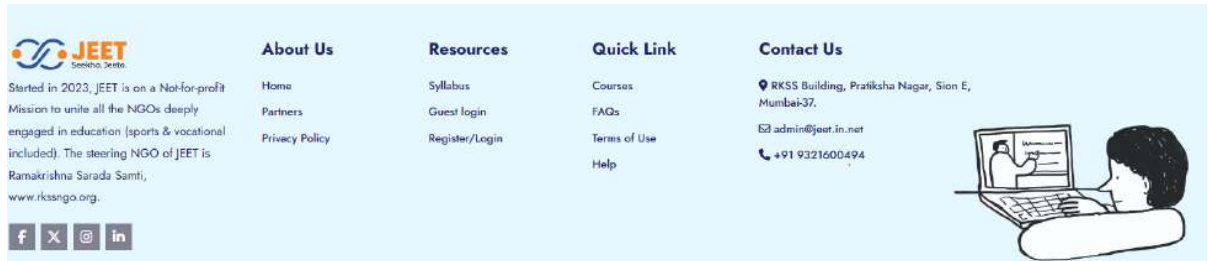 JEET
Seekho. Jeeto.
Started in 2023, JEET is on a Not-for-profit
Mission to unite all the NGOs deeply
engaged in education (sports & vocational
included). The steering NGO of JEET is
Ramakrishna Sarada Samti,
www.rkssngo.org.
About Us
Home
Partners
Privacy Policy
Resources
Syllabus
Guest login
Register/Login
Quick Link
Courses
FAQs
Terms of Use
Help
Contact Us
RKSS Building, Pratiksha Nagar, Sion E,
Mumbai-37.
admin@jeet.in.net
+91 9321600494